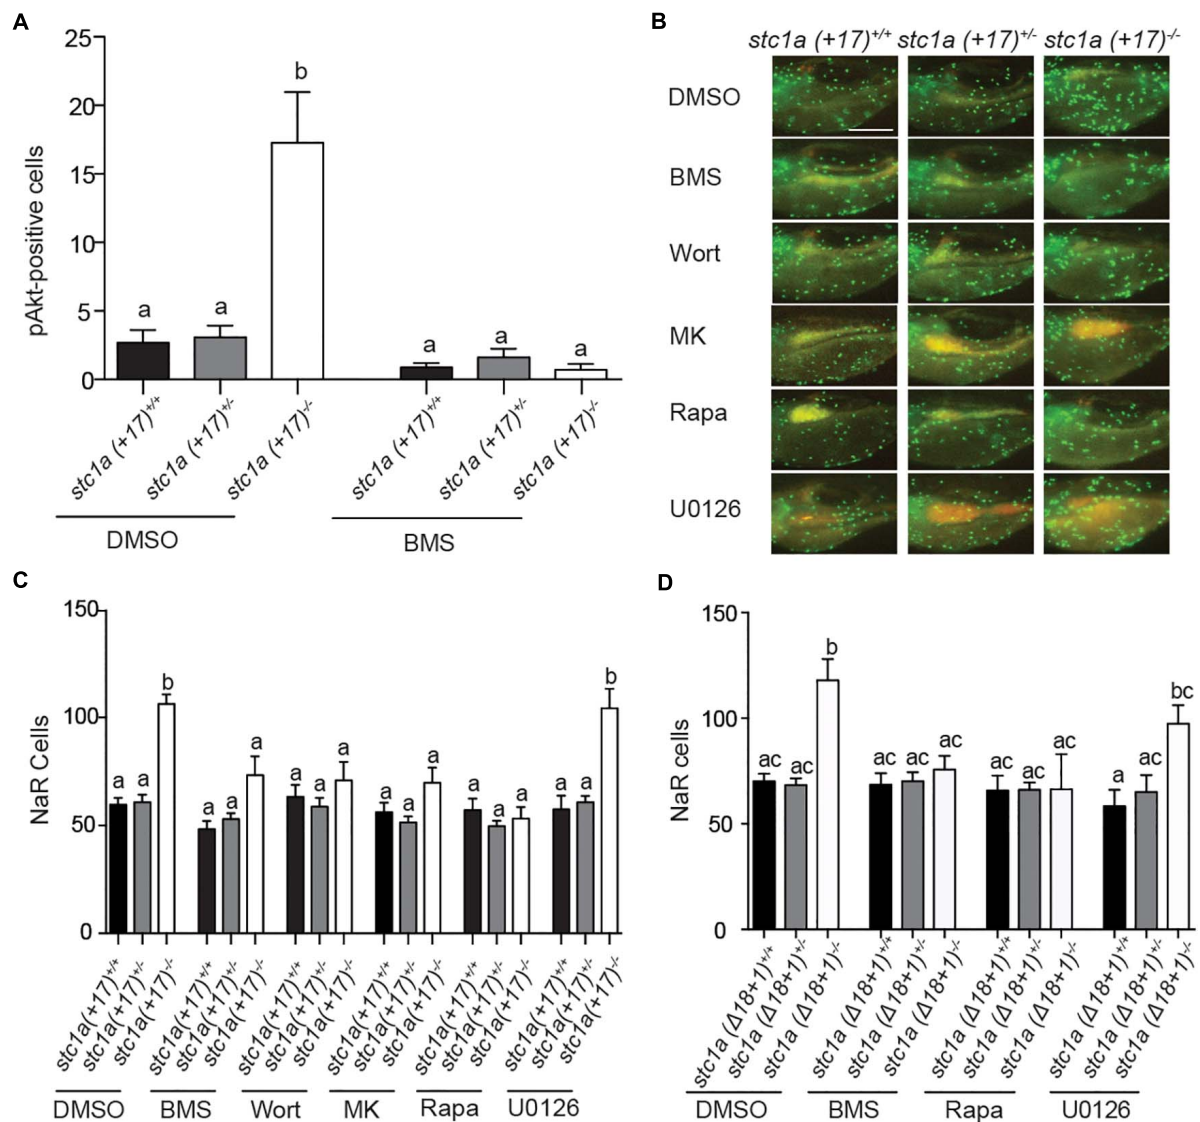 A
pAkt-positive cells
25
20
15
10
5
0
a
a
b
a
a
a
stc1a (+17)+/+
stc1a (+17)+/-
stc1a (+17)-/-
stc1a (+17)+/+
stc1a (+17)+/-
stc1a (+17)-/-
DMSO
BMS
B
stc1a (+17)+/+ stc1a (+17)+/- stc1a (+17)-/-
DMSO
BMS
Wort
MK
Rapa
U0126
C
NaR Cells
150
100
50
0
a
a
b
a
a
a
a
a
a
a
a
a
a
a
a
a
a
b
stc1a(+17)+/+
stc1a(+17)+/-
stc1a(+17)-/-
stc1a(+17)+/+
stc1a(+17)+/-
stc1a(+17)-/-
stc1a(+17)+/+
stc1a(+17)+/-
stc1a(+17)-/-
stc1a(+17)+/+
stc1a(+17)+/-
stc1a(+17)-/-
stc1a(+17)+/+
stc1a(+17)+/-
stc1a(+17)-/-
stc1a(+17)+/+
stc1a(+17)+/-
stc1a(+17)-/-
DMSO
BMS
Wort
MK
Rapa
U0126
D
NaR cells
150
100
50
0
ac
ac
b
ac
ac
ac
ac
ac
ac
a
ac
bc
stc1a (Δ18+1)+/+
stc1a (Δ18+1)+/-
stc1a (Δ18+1)-/-
stc1a (Δ18+1)+/+
stc1a (Δ18+1)+/-
stc1a (Δ18+1)-/-
stc1a (Δ18+1)+/+
stc1a (Δ18+1)+/-
stc1a (Δ18+1)-/-
stc1a (Δ18+1)+/+
stc1a (Δ18+1)+/-
stc1a (Δ18+1)-/-
DMSO
BMS
Rapa
U0126